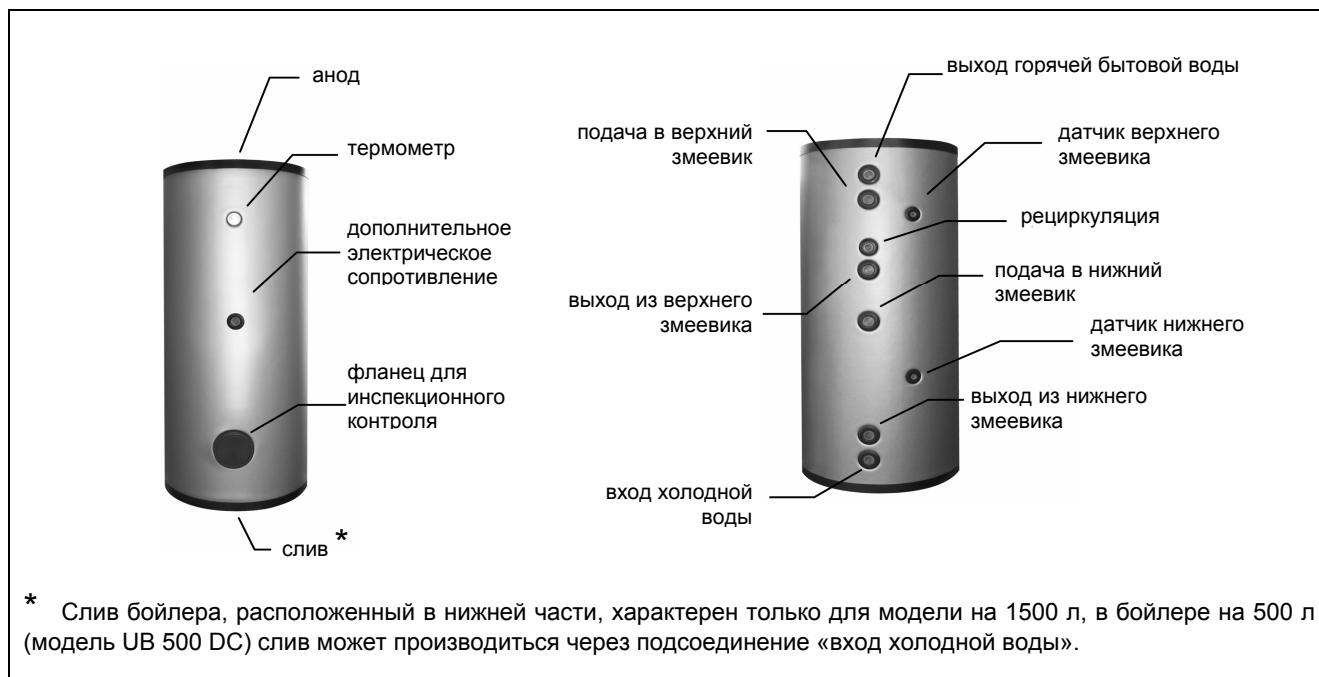 анод
термометр
дополнительное
электрическое
сопротивление
фланец для
инспекционного
контроля
слив *
выход горячей бытовой воды
подача в верхний
змеевик
датчик верхнего
змеевика
рециркуляция
подача в нижний
змеевик
выход из верхнего
змеевика
датчик нижнего
змеевика
выход из нижнего
змеевика
вход холодной
воды
* Слив бойлера, расположенный в нижней части, характерен только для модели на 1500 л, в бойлере на 500 л
(модель UB 500 DC) слив может производиться через подсоединение «вход холодной воды».